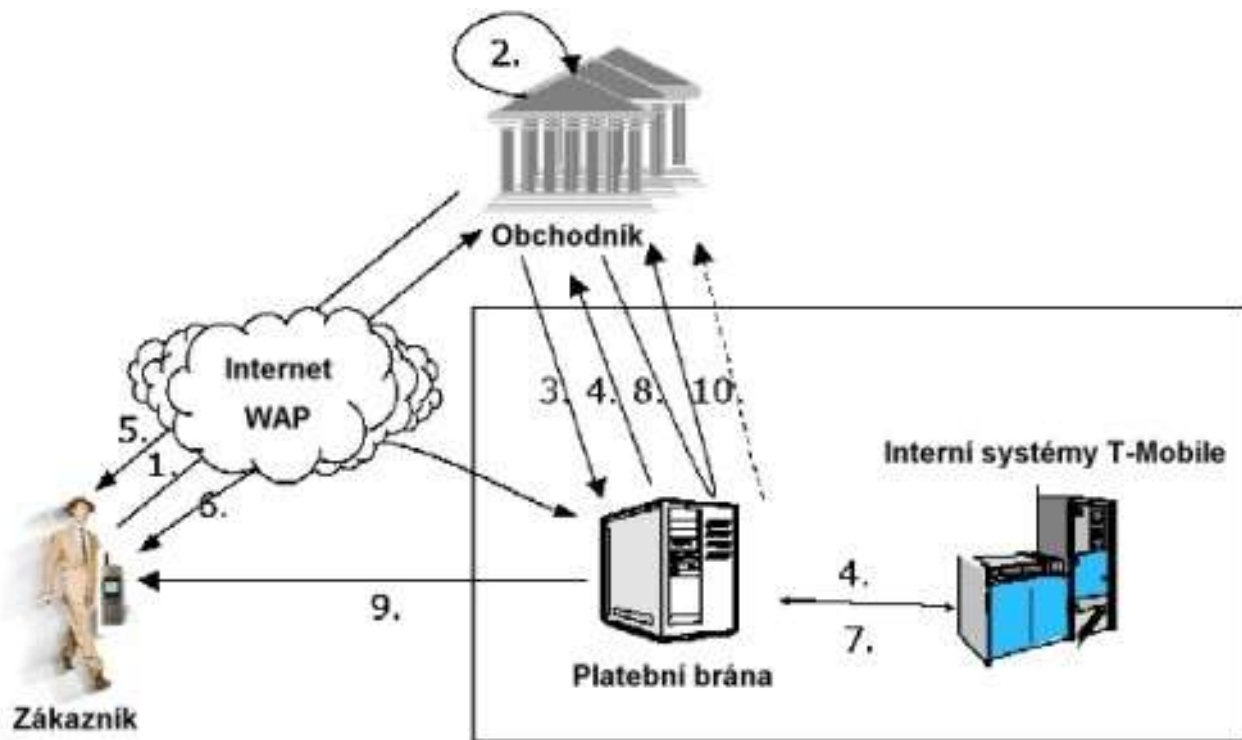 2.
Obchodník
Internet
WAP
3.
4.
8.
10.
5.
1.
6.
Interní systémy T-Mobile
4.
7.
9.
Platební brána
Zákazník